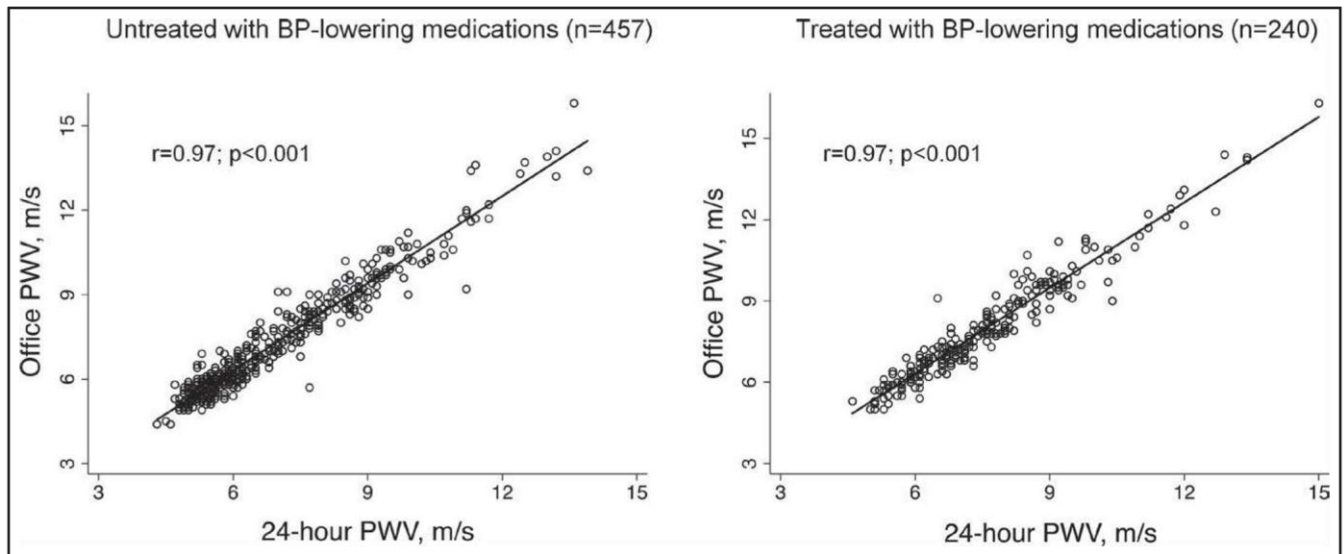 Untreated with BP-lowering medications (n=457)
r=0.97; p<0.001
Office PWV, m/s
15
12
9
6
3
3 6 9 12 15
24-hour PWV, m/s
Treated with BP-lowering medications (n=240)
r=0.97; p<0.001
Office PWV, m/s
15
12
9
6
3
3 6 9 12 15
24-hour PWV, m/s